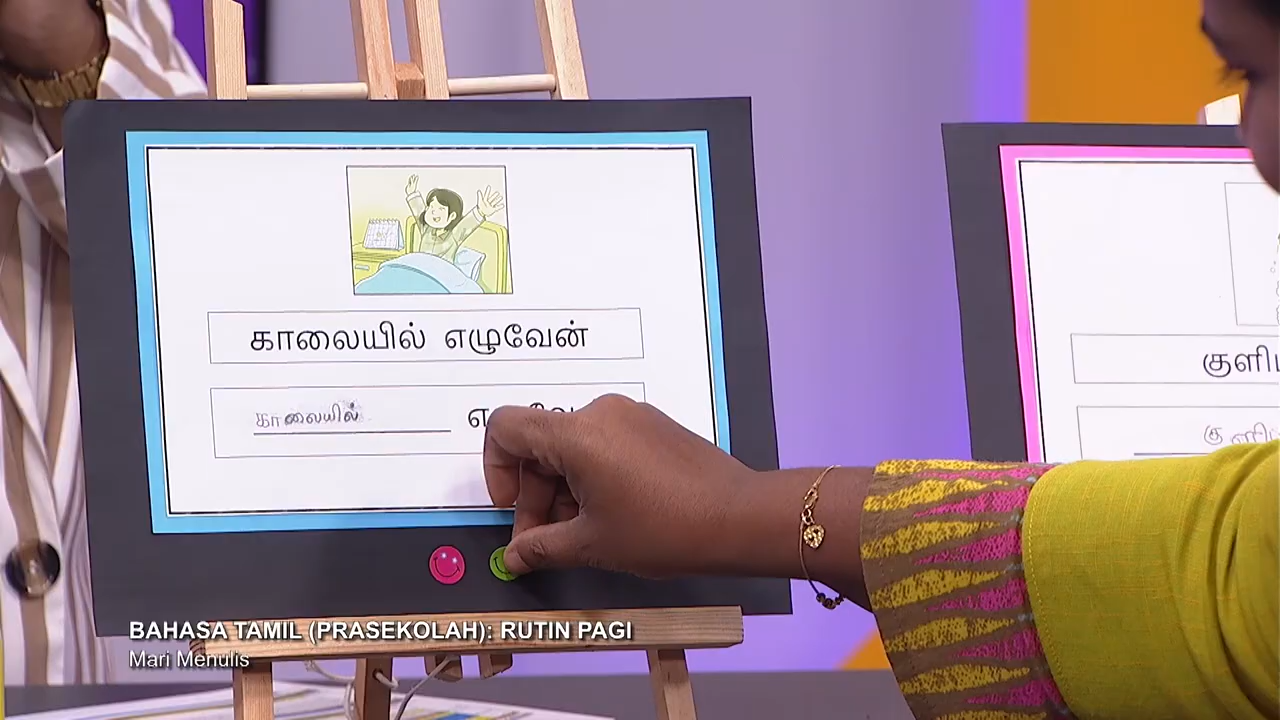 காலையில் எழுவேன்
காலையில்
குளி
கு ளி
BAHASA TAMIL (PRASEKOLAH): RUTIN PAGI
Mari Menulis